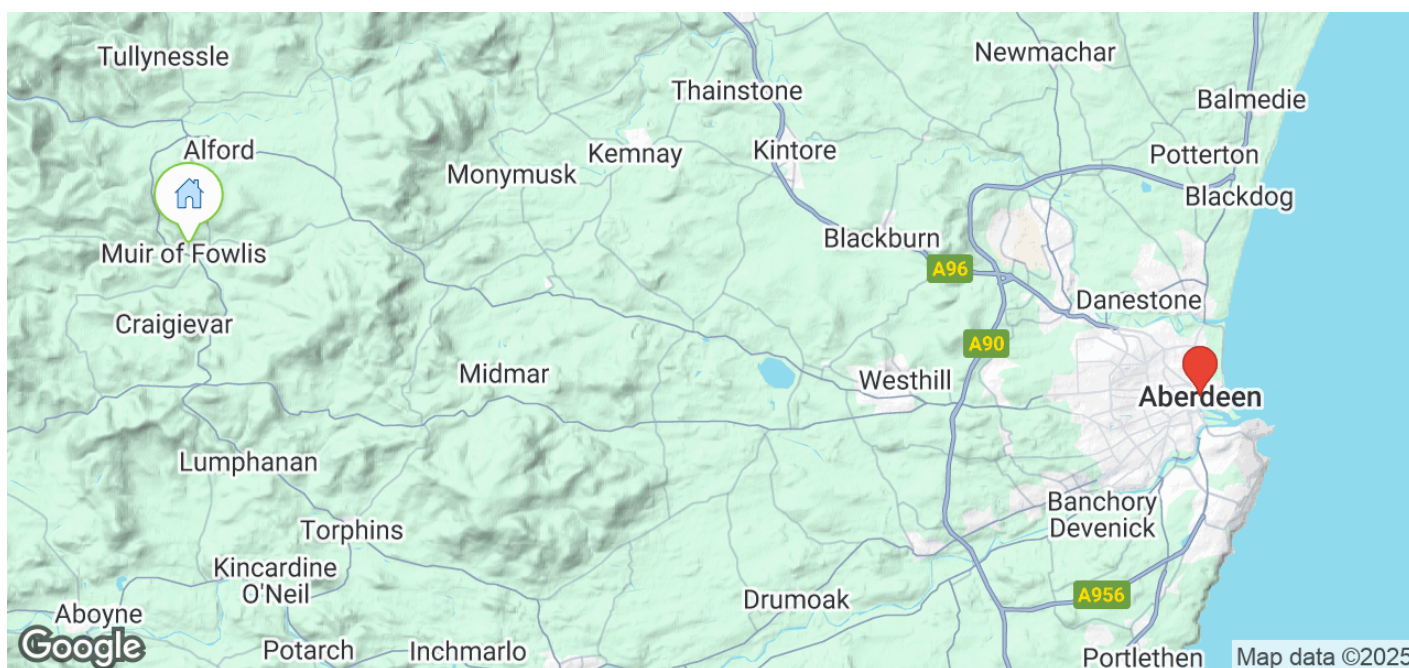 Tullynessle
Newmachar
Thainstone
Balmedie
Alford
Kemnay
Kintore
Potterton
Monymusk
Blackdog
Muir of Fowlis
Blackburn
A96
Danestone
Craigievar
A90
Midmar
Westhill
Aberdeen
Lumphanan
Banchory
Devenick
Torphins
Kincardine
O'Neil
Drumoak
A956
Aboyne
Google
Potarch
Inchmarlo
Portlethen
Map data ©2025